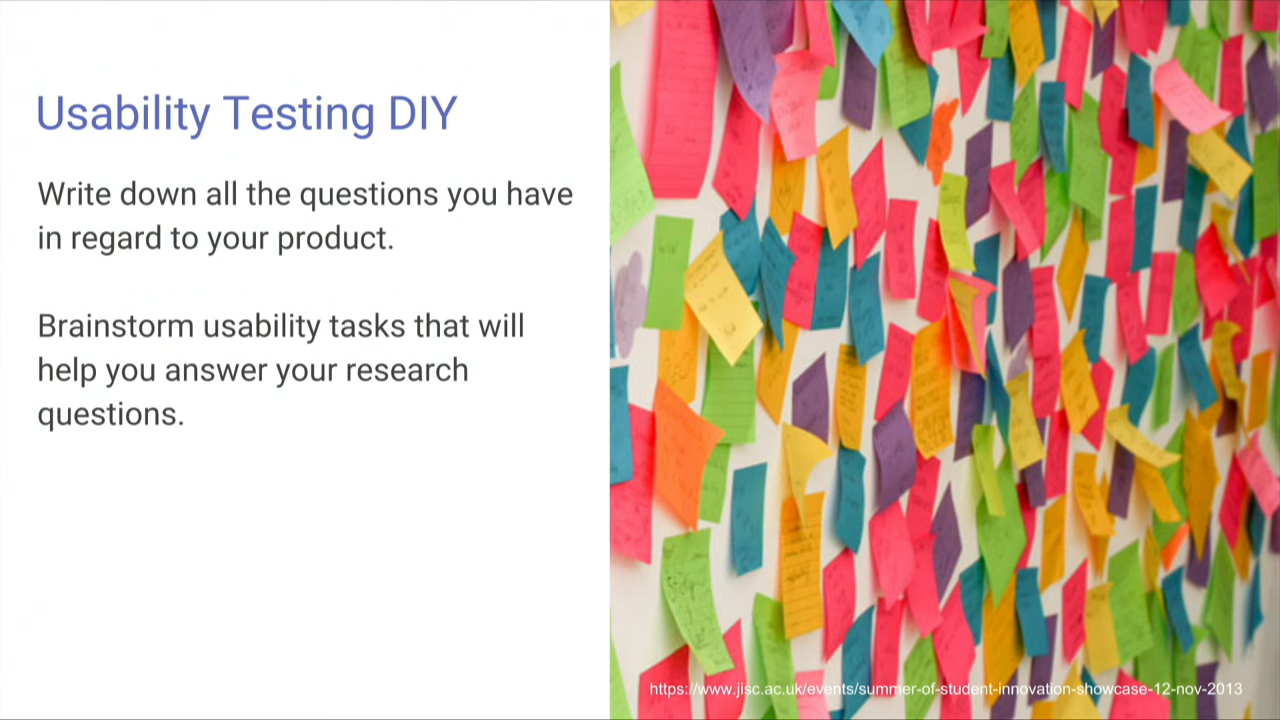 Usability Testing DIY
Write down all the questions you have
in regard to your product.
Brainstorm usability tasks that will
help you answer your research
questions.
https://www.jisc.ac.uk/events/summer-of-student-innovation-showcase-12-nov-2013